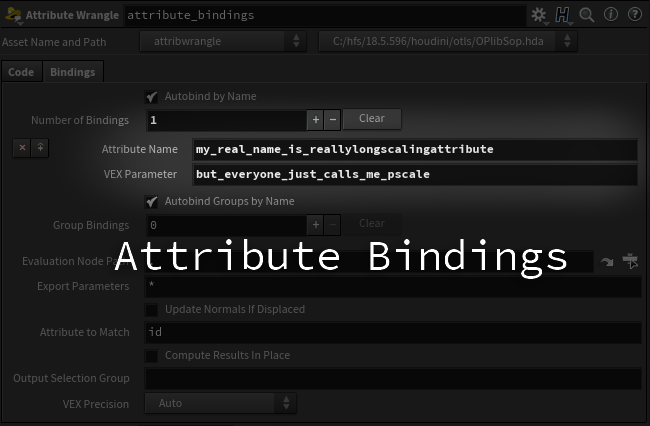 Attribute Wrangle attribute_bindings
Asset Name and Path attribwrangle C:/hfs/18.5.596/houdini/otls/OPlibSop.hda
Code Bindings
Autobind by Name
Number of Bindings 1 + − Clear
Attribute Name my_real_name_is_reallylongscalingattribute
VEX Parameter but_everyone_just_calls_me_pscale
Autobind Groups by Name
Group Bindings 0 + − Clear
Attribute Bindings
Evaluation Node
Export Parameters *
Update Normals If Displaced
Attribute to Match id
Compute Results In Place
Output Selection Group
VEX Precision Auto